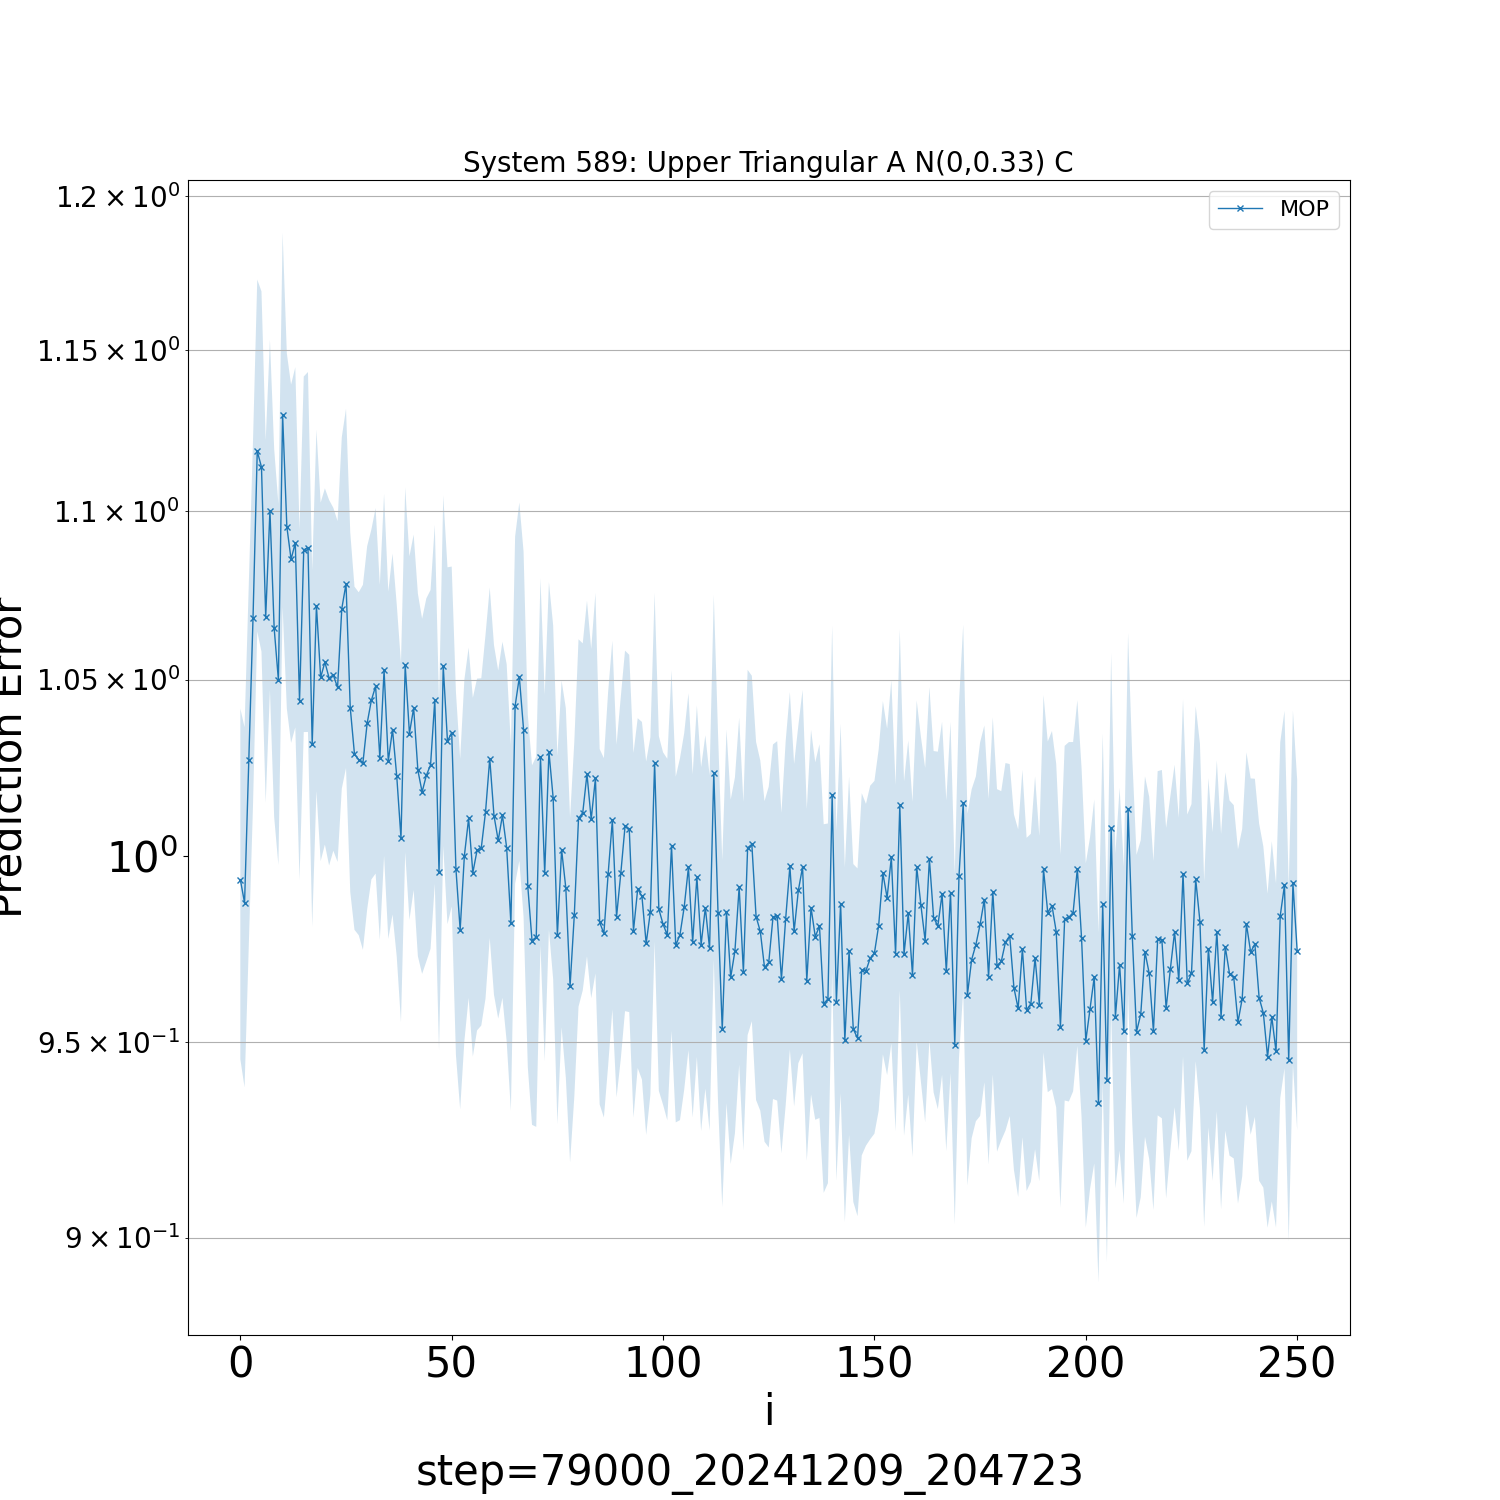 System 589: Upper Triangular A N(0,0.33) C
MOP
Prediction Error
1.2 × 10⁰
1.15 × 10⁰
1.1 × 10⁰
1.05 × 10⁰
10⁰
9.5 × 10⁻¹
9 × 10⁻¹
0 50 100 150 200 250
i
step=79000_20241209_204723